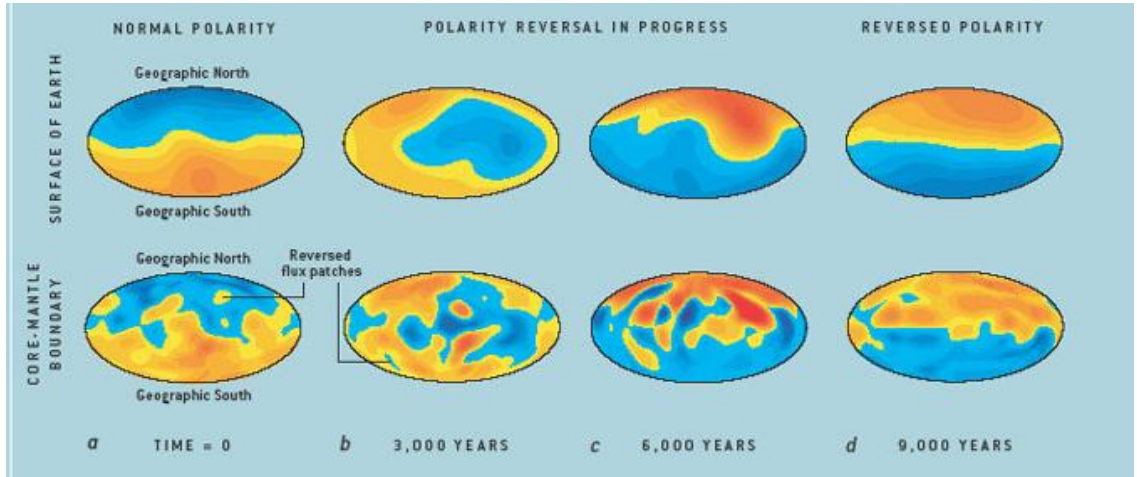 NORMAL POLARITY
POLARITY REVERSAL IN PROGRESS
REVERSED POLARITY
SURFACE OF EARTH
Geographic North
Geographic South
CORE-MANTLE
BOUNDARY
Geographic North
Reversed
flux patches
Geographic South
a TIME = 0
b 3,000 YEARS
c 6,000 YEARS
d 9,000 YEARS